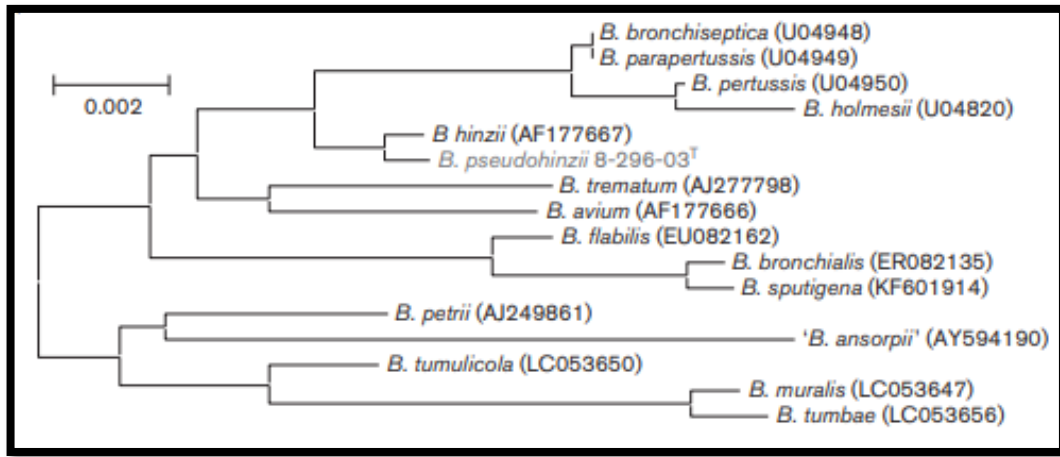 B. bronchiseptica (U04948)
B. parapertussis (U04949)
B. pertussis (U04950)
0.002
B. holmesii (U04820)
B hinzii (AF177667)
B. pseudohinzii 8-296-03ᵀ
B. trematum (AJ277798)
B. avium (AF177666)
B. flabilis (EU082162)
B. bronchialis (ER082135)
B. sputigena (KF601914)
B. petrii (AJ249861)
'B. ansorpii' (AY594190)
B. tumulicola (LC053650)
B. muralis (LC053647)
B. tumbae (LC053656)